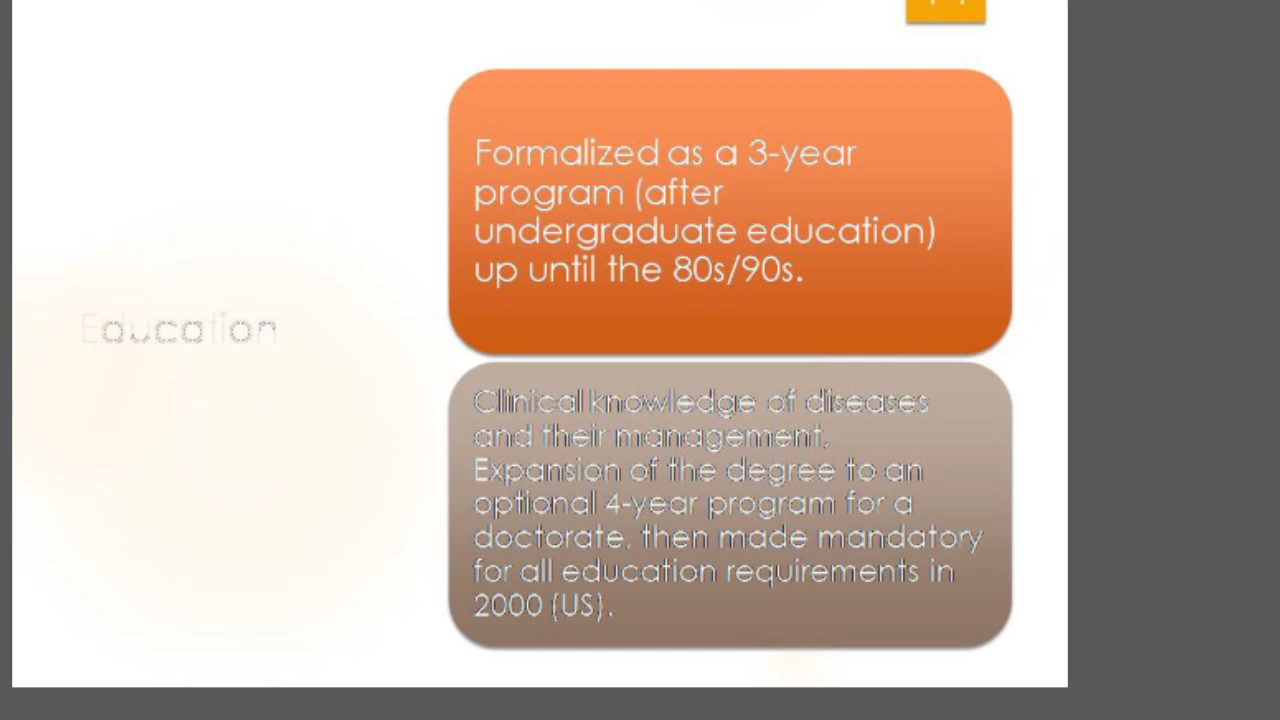 Formalized as a 3-year
program (after
undergraduate education)
up until the 80s/90s.
Education
Clinical knowledge of diseases
and their management,
Expansion of the degree to an
optional 4-year program for a
doctorate, then made mandatory
for all education requirements in
2000 (US).